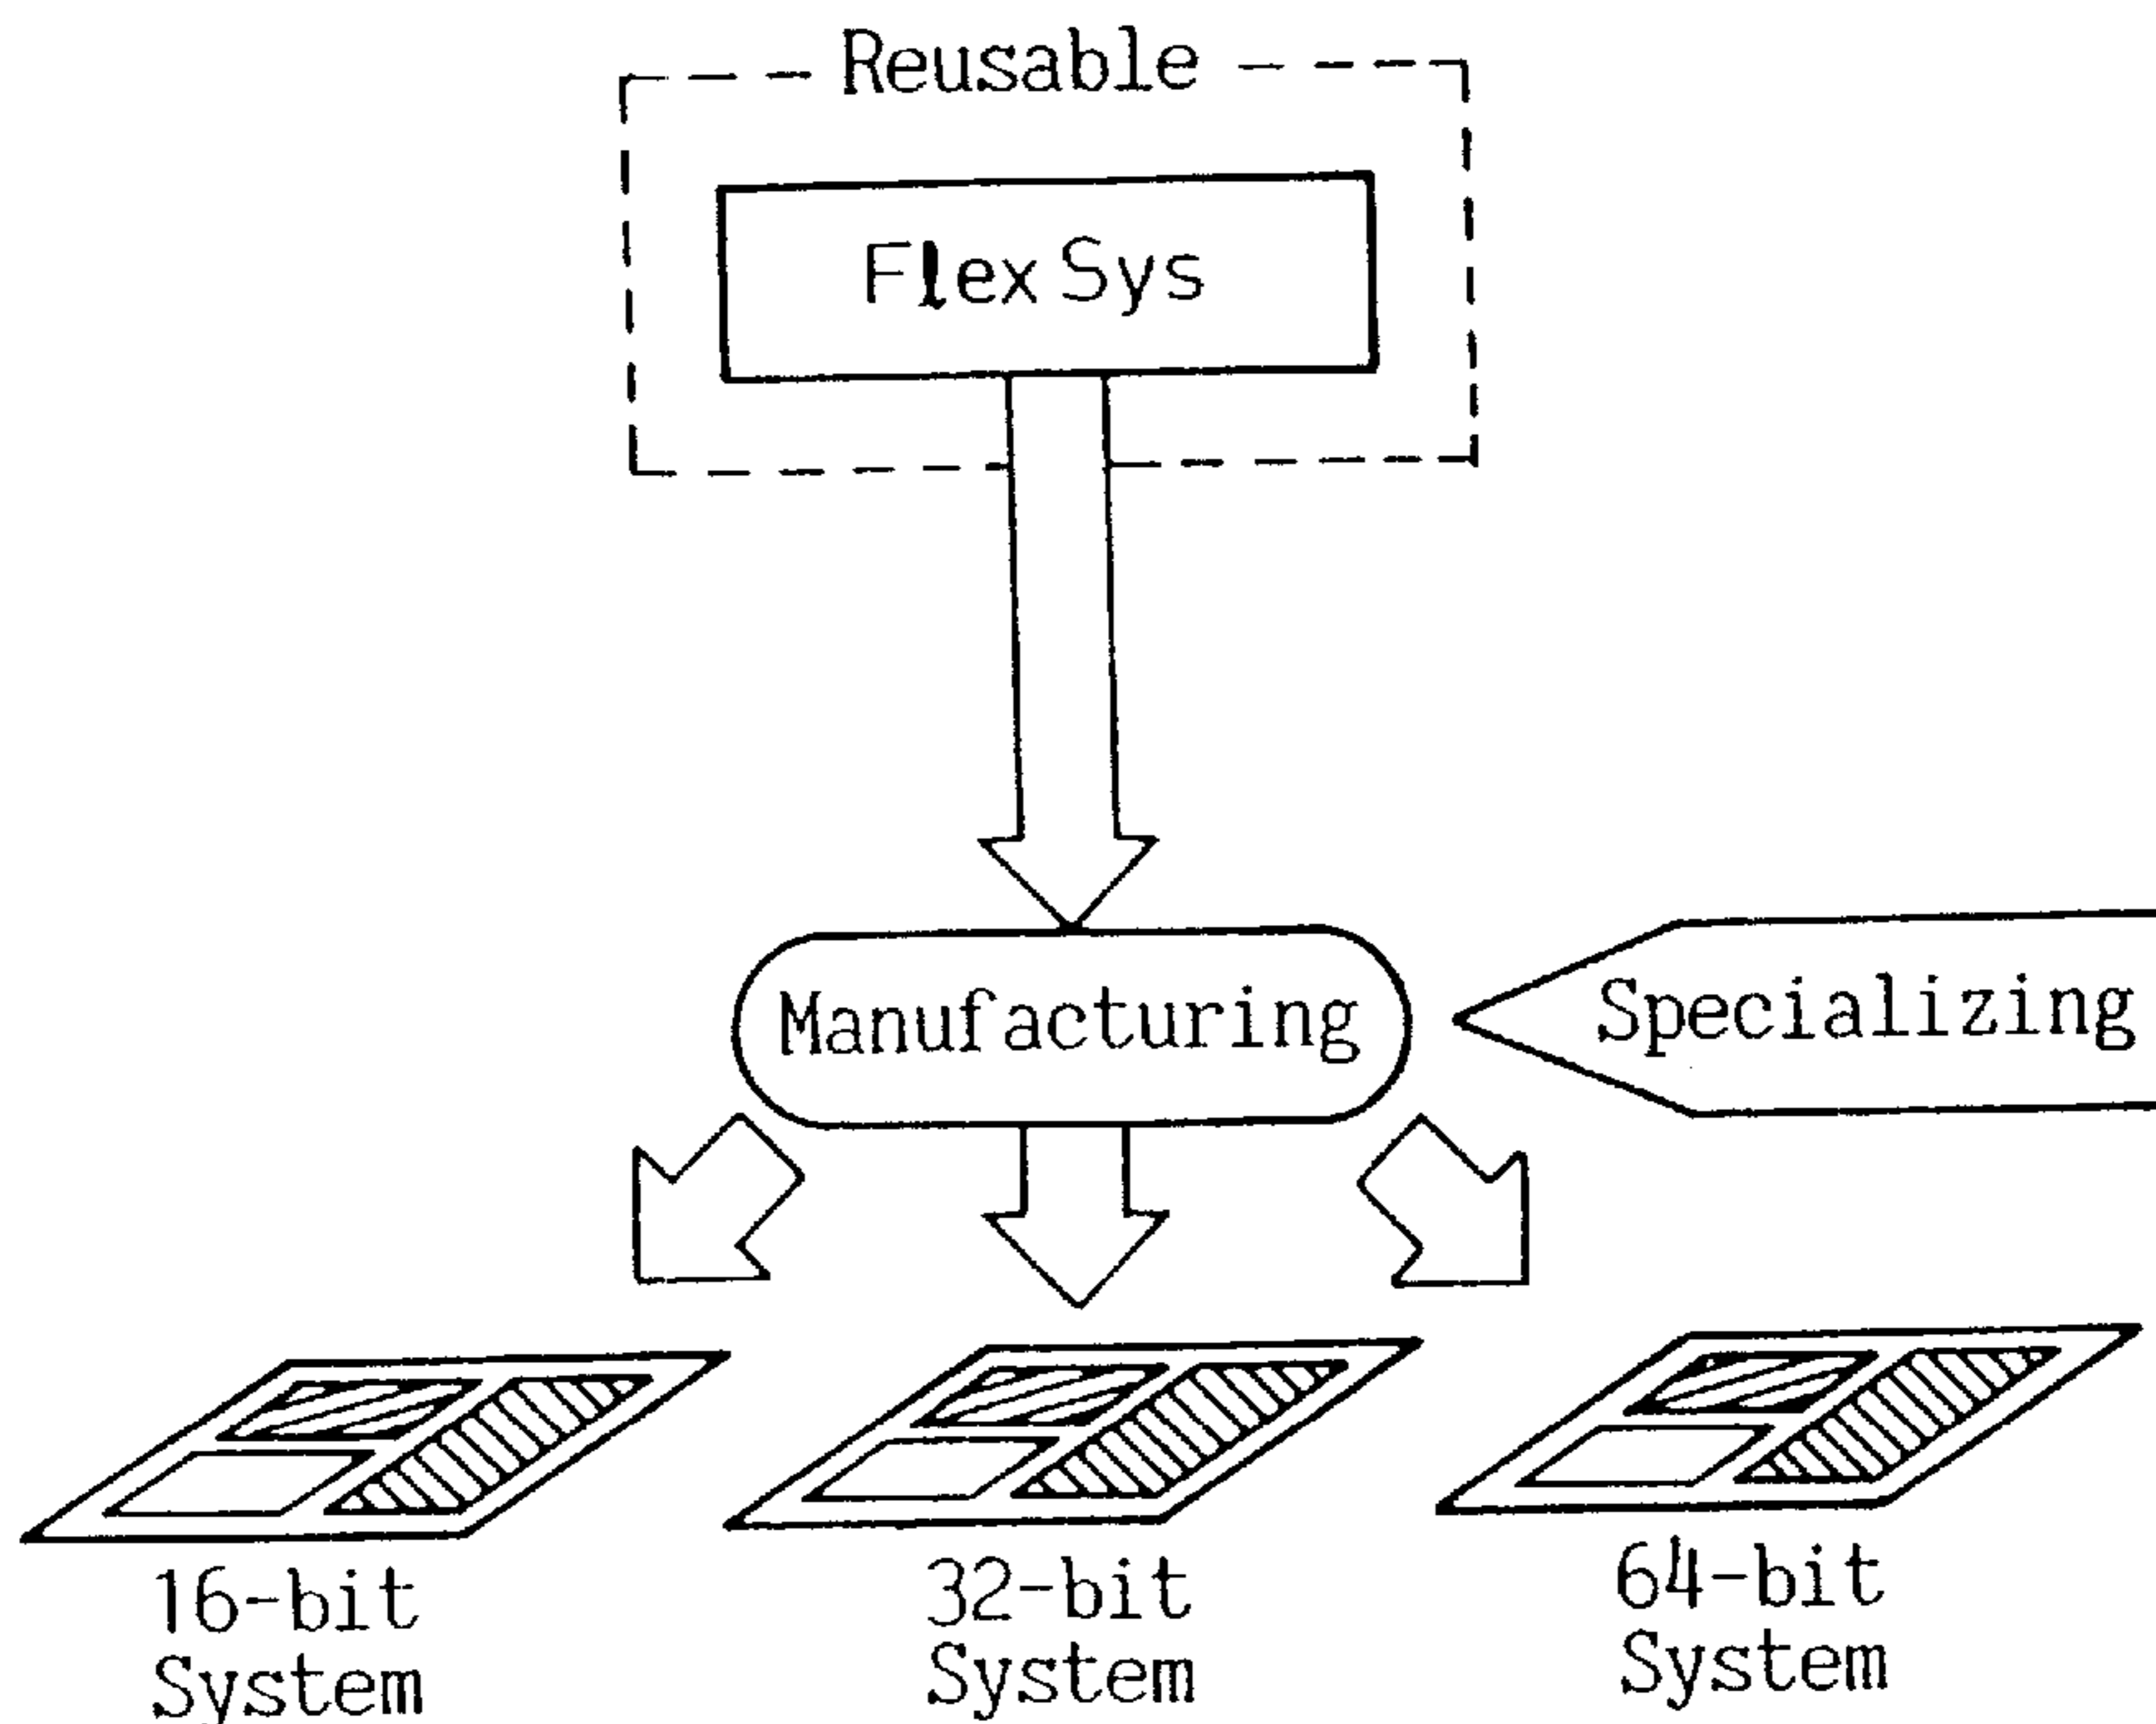 Reusable
Flex Sys
Manufacturing
Specializing
16-bit
System
32-bit
System
64-bit
System